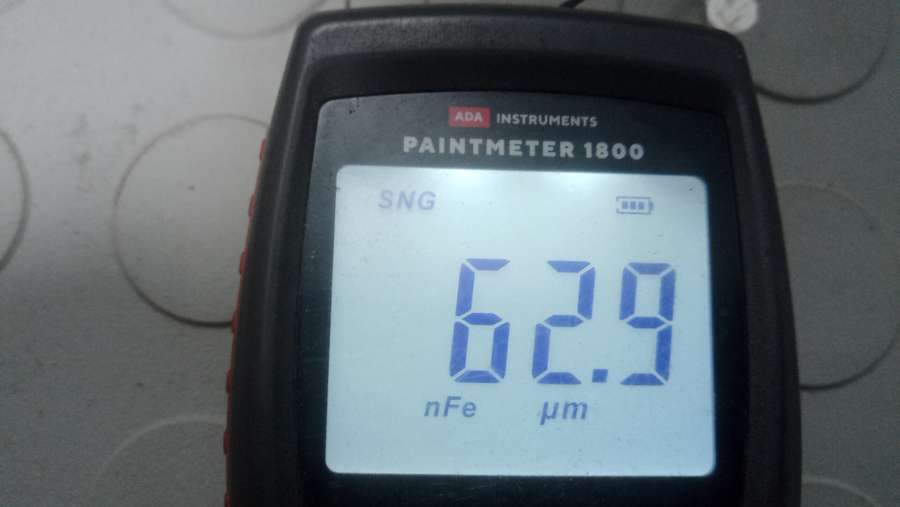 ADA INSTRUMENTS
PAINTMETER 1800
SNG
62.9
nFe µm